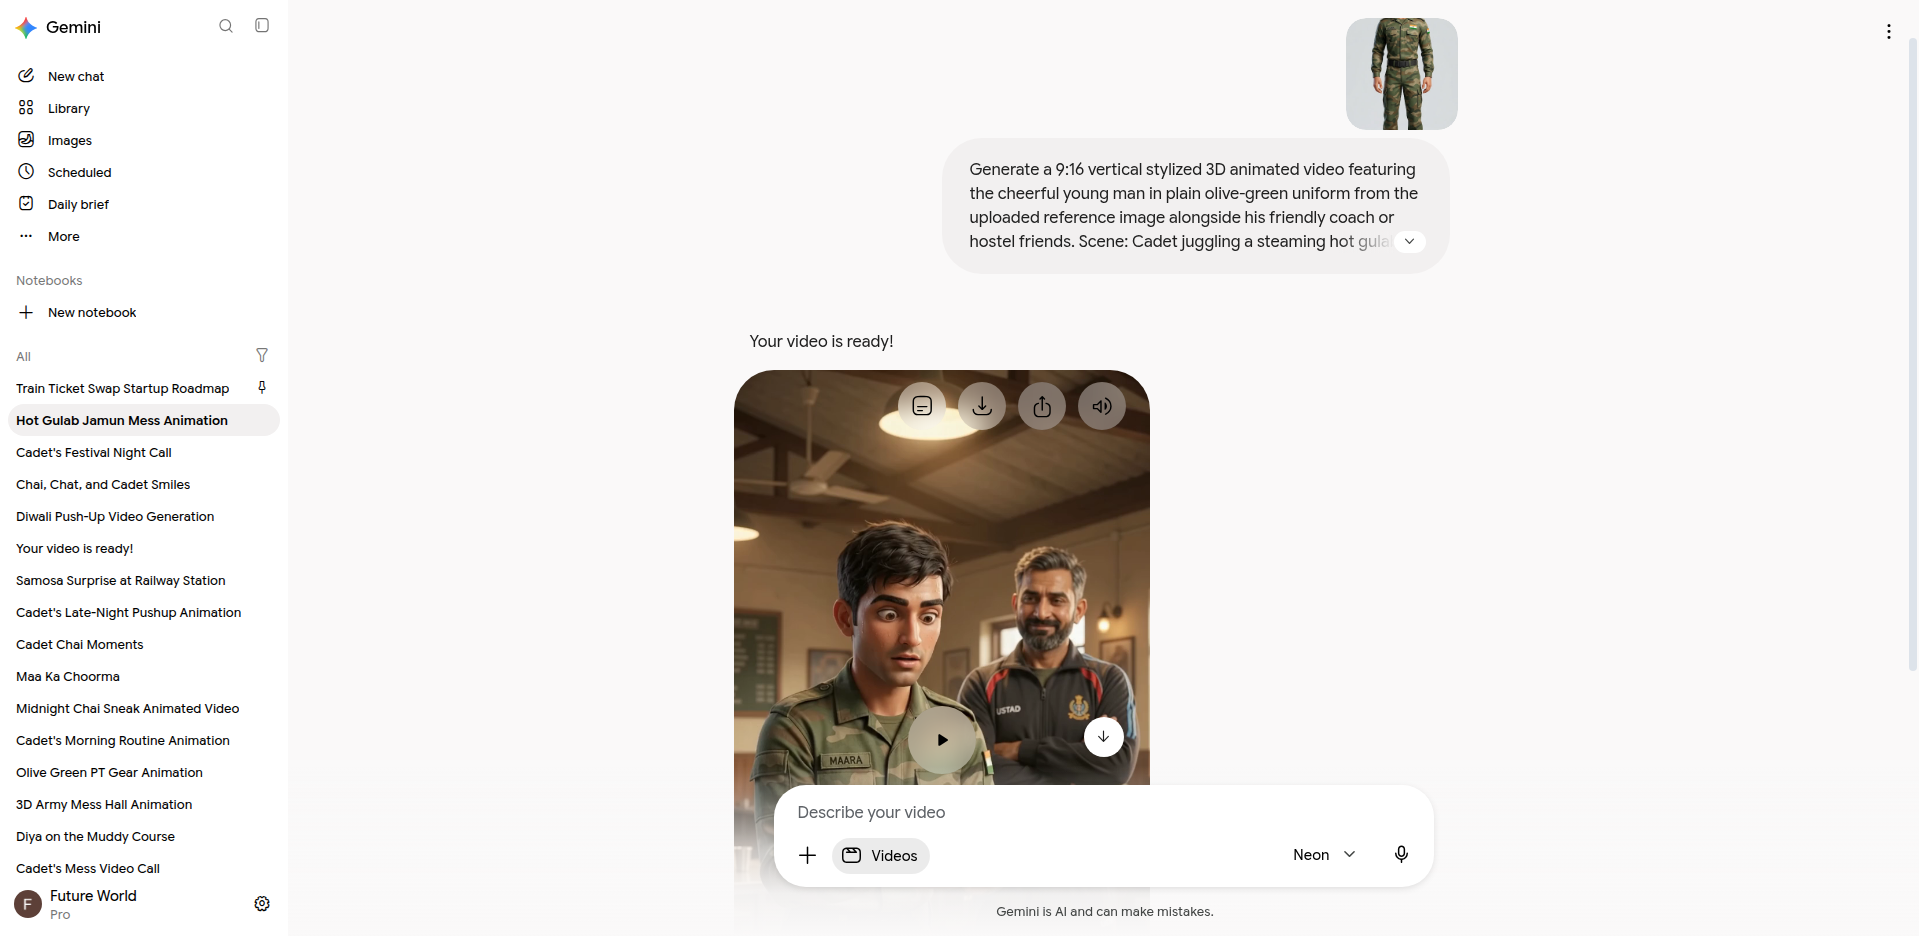 Gemini
New chat
Library
Images
Scheduled
Daily brief
More
Notebooks
New notebook
All
Train Ticket Swap Startup Roadmap
Hot Gulab Jamun Mess Animation
Cadet's Festival Night Call
Chai, Chat, and Cadet Smiles
Diwali Push-Up Video Generation
Your video is ready!
Samosa Surprise at Railway Station
Cadet's Late-Night Pushup Animation
Cadet Chai Moments
Maa Ka Choorma
Midnight Chai Sneak Animated Video
Cadet's Morning Routine Animation
Olive Green PT Gear Animation
3D Army Mess Hall Animation
Diya on the Muddy Course
Cadet's Mess Video Call
F
Future World
Pro
Generate a 9:16 vertical stylized 3D animated video featuring
the cheerful young man in plain olive-green uniform from the
uploaded reference image alongside his friendly coach or
hostel friends. Scene: Cadet juggling a steaming hot gula
Your video is ready!
USTAD
MAARA
Describe your video
Videos
Neon
Gemini is AI and can make mistakes.